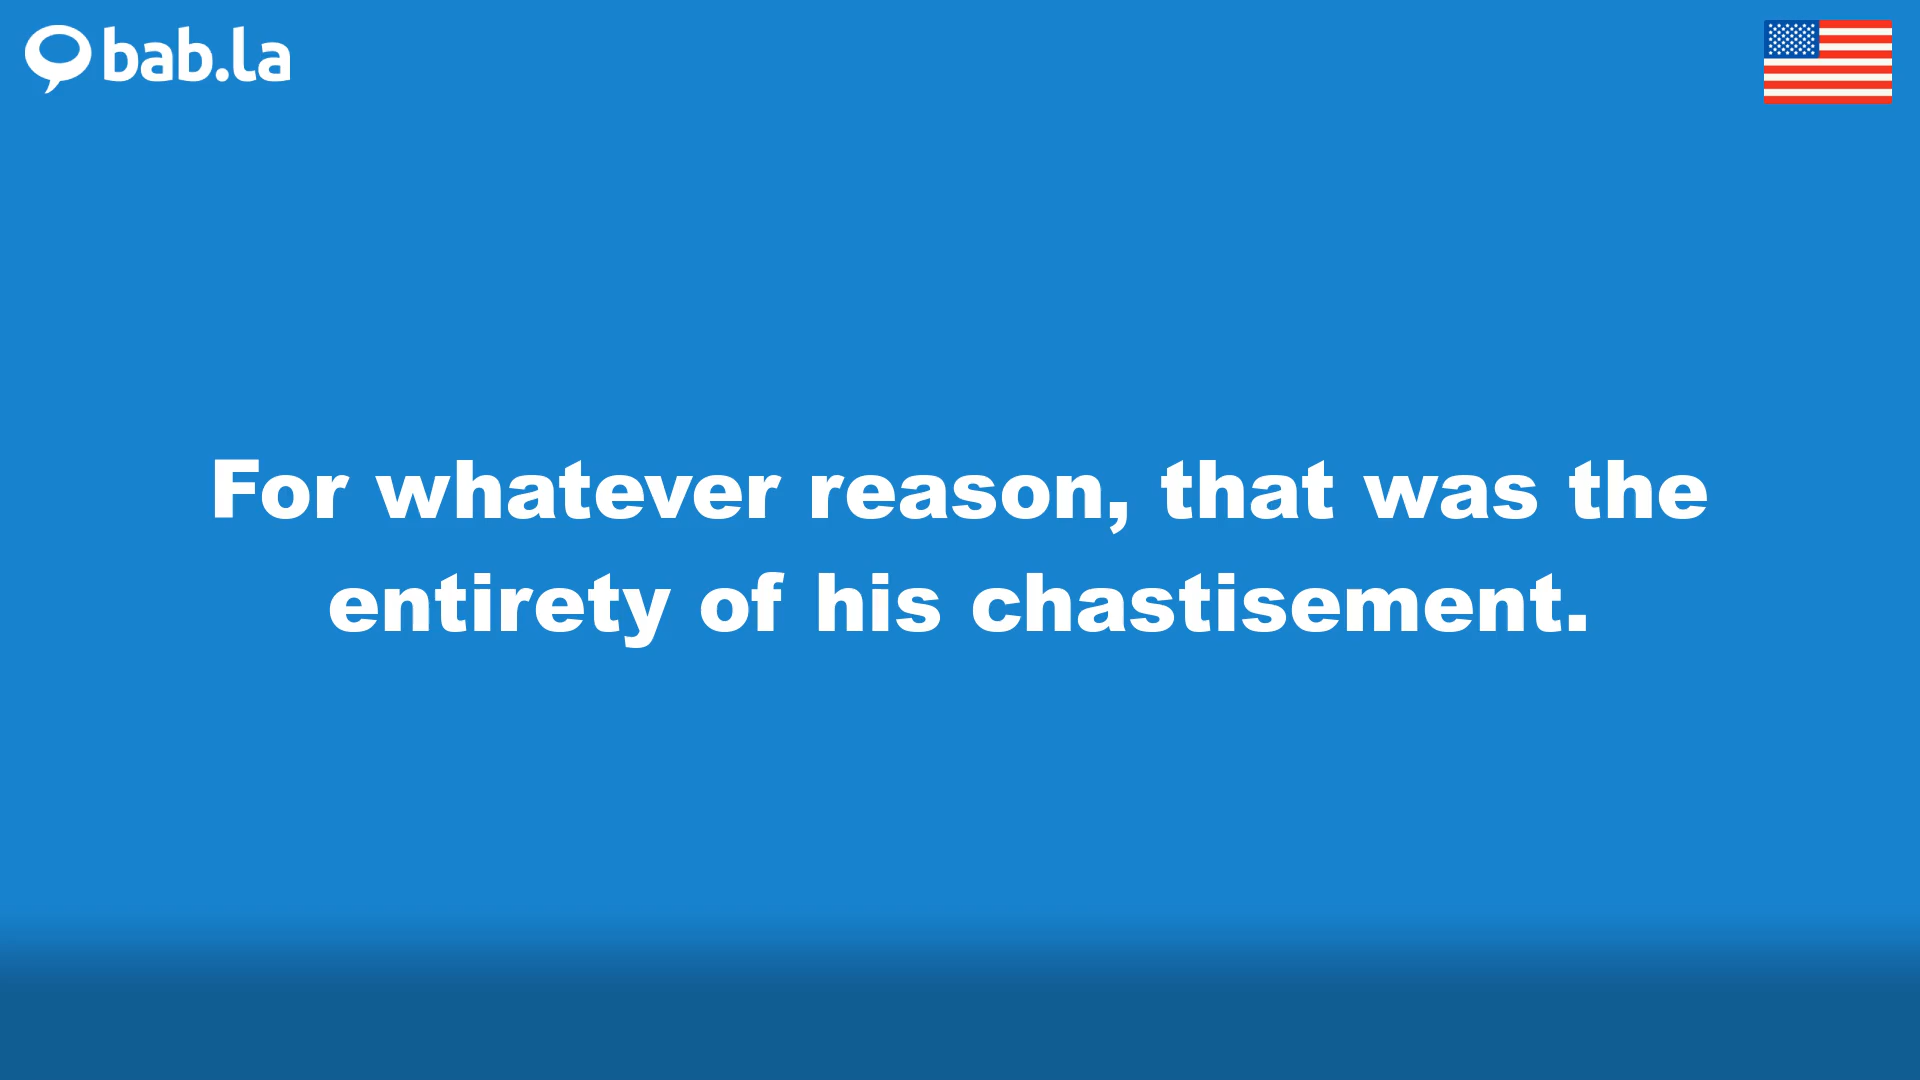 bab.la
For whatever reason, that was the
entirety of his chastisement.